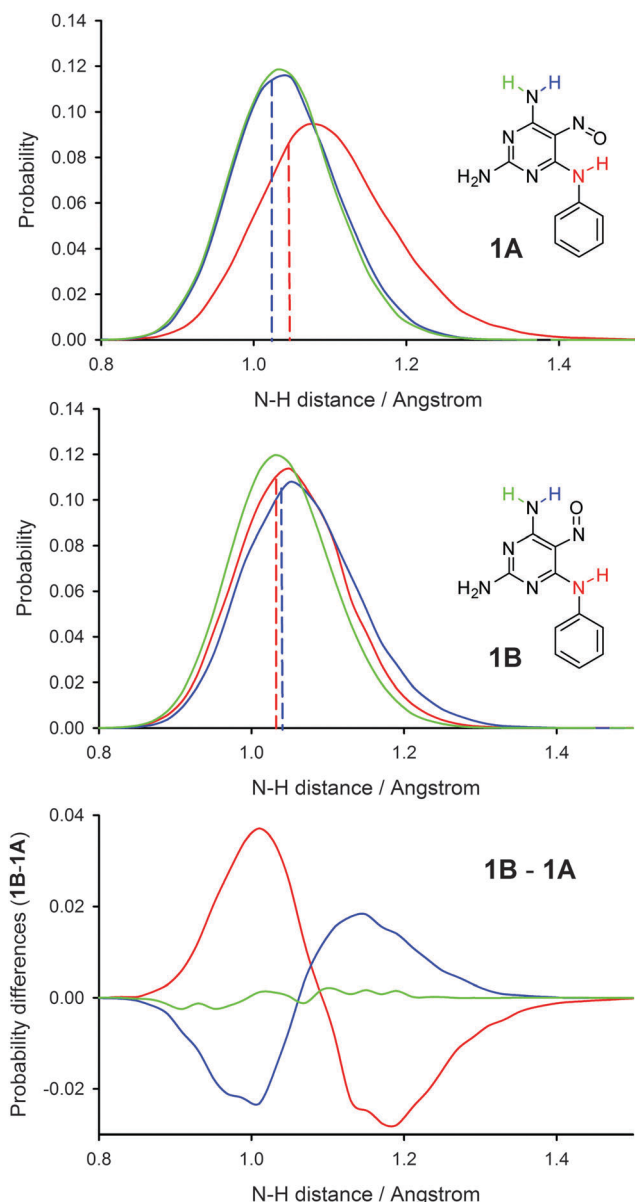 0.14
0.12
0.10
0.08
0.06
0.04
0.02
0.00
Probability
0.8 1.0 1.2 1.4
N-H distance / Angstrom
H H
N
N NO
H
H₂N N N
1A
0.14
0.12
0.10
0.08
0.06
0.04
0.02
0.00
Probability
0.8 1.0 1.2 1.4
N-H distance / Angstrom
H H O
N
N N
H
H₂N N N
1B
0.04
0.02
0.00
-0.02
Probability differences (1B-1A)
1B - 1A
0.8 1.0 1.2 1.4
N-H distance / Angstrom